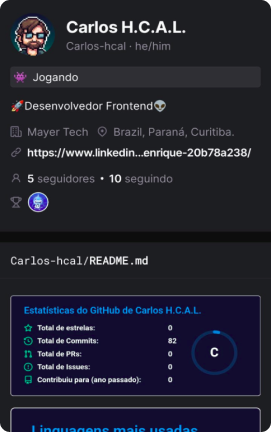 Carlos H.C.A.L.
Carlos-hcal · he/him
👾 Jogando
🚀Desenvolvedor Frontend👽
Mayer Tech Brazil, Paraná, Curitiba.
https://www.linkedin...enrique-20b78a238/
5 seguidores • 10 seguindo
Carlos-hcal/README.md
Estatísticas do GitHub de Carlos H.C.A.L.
Total de estrelas: 0
Total de Commits: 82
Total de PRs: 0
Total de Issues: 0
Contribuiu para (ano passado): 0
C
Linguagens mais usadas